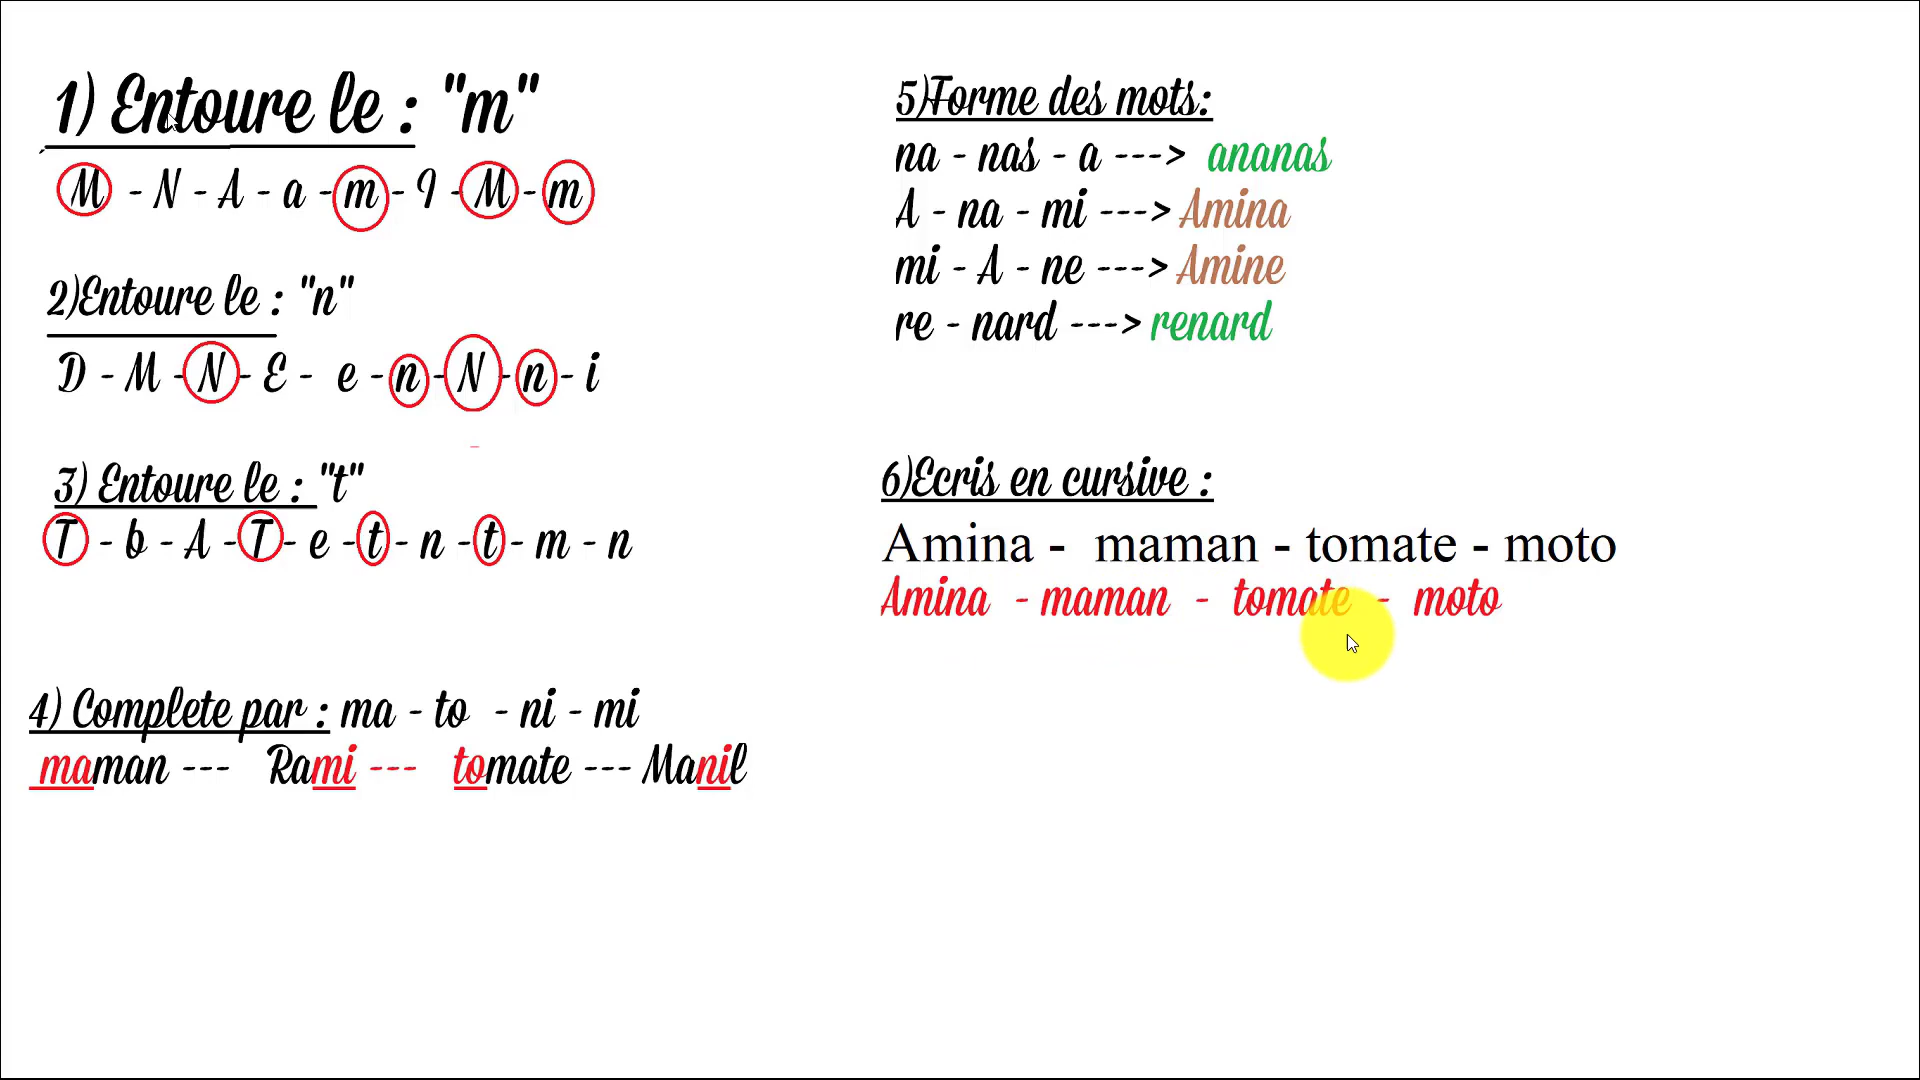 1) Entoure le : "m"
M - N - A - a - m - I - M - m
2)Entoure le : "n"
D - M - N - E - e - n - N - n - i
3) Entoure le : "t"
T - b - A - T - e - t - n - t - m - n
4) Complete par : ma - to - ni - mi
maman --- Rami --- tomate --- Manil
5)Forme des mots:
na - nas - a ---> ananas
A - na - mi ---> Amina
mi - A - ne ---> Amine
re - nard ---> renard
6)Ecris en cursive :
Amina - maman - tomate - moto
Amina - maman - tomate - moto